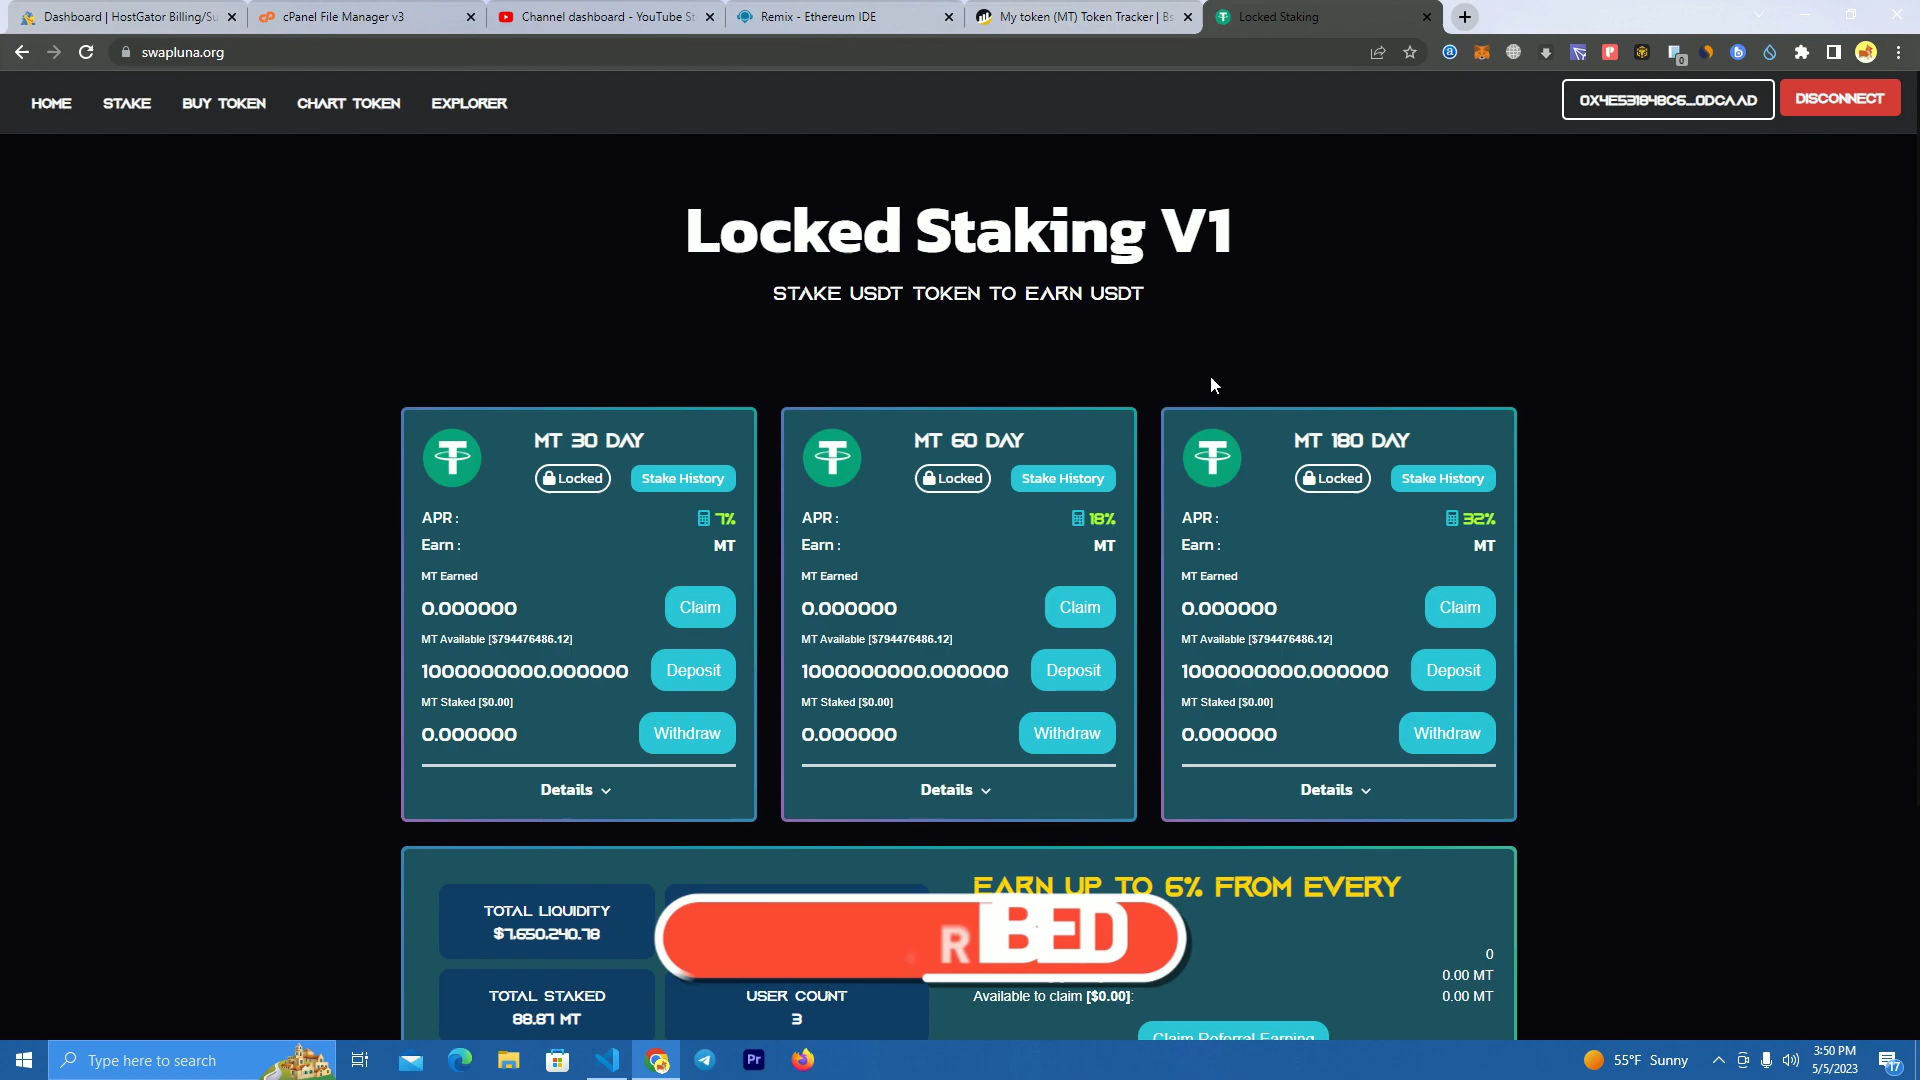 Dashboard | HostGator Billing/Su
cPanel File Manager v3
Channel dashboard - YouTube St
Remix - Ethereum IDE
My token (MT) Token Tracker | Bs
Locked Staking
swapluna.org
HOME
STAKE
BUY TOKEN
CHART TOKEN
EXPLORER
0X4E531848C6...0DCAAD
DISCONNECT
Locked Staking V1
STAKE USDT TOKEN TO EARN USDT
MT 30 DAY
Locked
Stake History
APR :
7%
Earn :
MT
MT Earned
0.000000
Claim
MT Available [$794476486.12]
1000000000.000000
Deposit
MT Staked [$0.00]
0.000000
Withdraw
Details
MT 60 DAY
Locked
Stake History
APR :
18%
Earn :
MT
MT Earned
0.000000
Claim
MT Available [$794476486.12]
1000000000.000000
Deposit
MT Staked [$0.00]
0.000000
Withdraw
Details
MT 180 DAY
Locked
Stake History
APR :
32%
Earn :
MT
MT Earned
0.000000
Claim
MT Available [$794476486.12]
1000000000.000000
Deposit
MT Staked [$0.00]
0.000000
Withdraw
Details
TOTAL LIQUIDITY
$7,650,240.78
TOTAL STAKED
88.87 MT
USER COUNT
3
EARN UP TO 6% FROM EVERY
R BED
0
0.00 MT
Available to claim [$0.00]:
0.00 MT
Claim Referral Earning
Type here to search
Pr
55°F Sunny
3:50 PM
5/5/2023
17